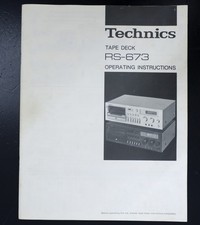 Technics
TAPE DECK
RS-673
OPERATING INSTRUCTIONS